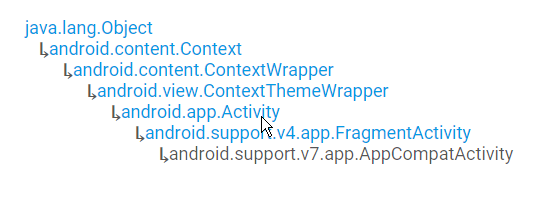 java.lang.Object
↳android.content.Context
↳android.content.ContextWrapper
↳android.view.ContextThemeWrapper
↳android.app.Activity
↳android.support.v4.app.FragmentActivity
↳android.support.v7.app.AppCompatActivity